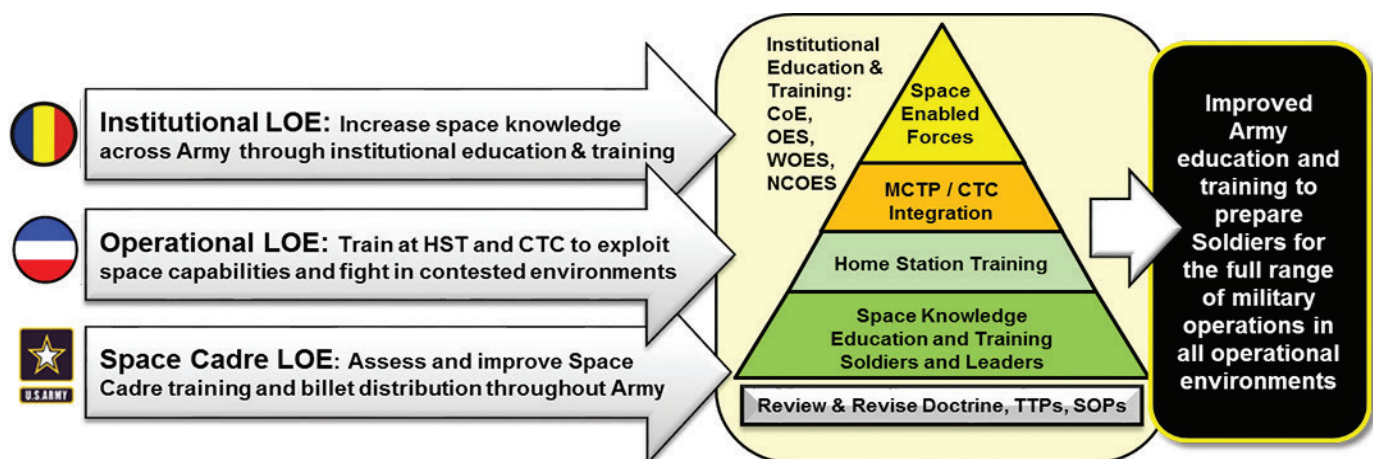 Institutional LOE: Increase space knowledge
across Army through institutional education & training
Operational LOE: Train at HST and CTC to exploit
space capabilities and fight in contested environments
U.S.ARMY
Space Cadre LOE: Assess and improve Space
Cadre training and billet distribution throughout Army
Institutional
Education &
Training:
CoE,
OES,
WOES,
NCOES
Space
Enabled
Forces
MCTP / CTC
Integration
Home Station Training
Space Knowledge
Education and Training
Soldiers and Leaders
Review & Revise Doctrine, TTPs, SOPs
Improved
Army
education and
training to
prepare
Soldiers for
the full range
of military
operations in
all operational
environments